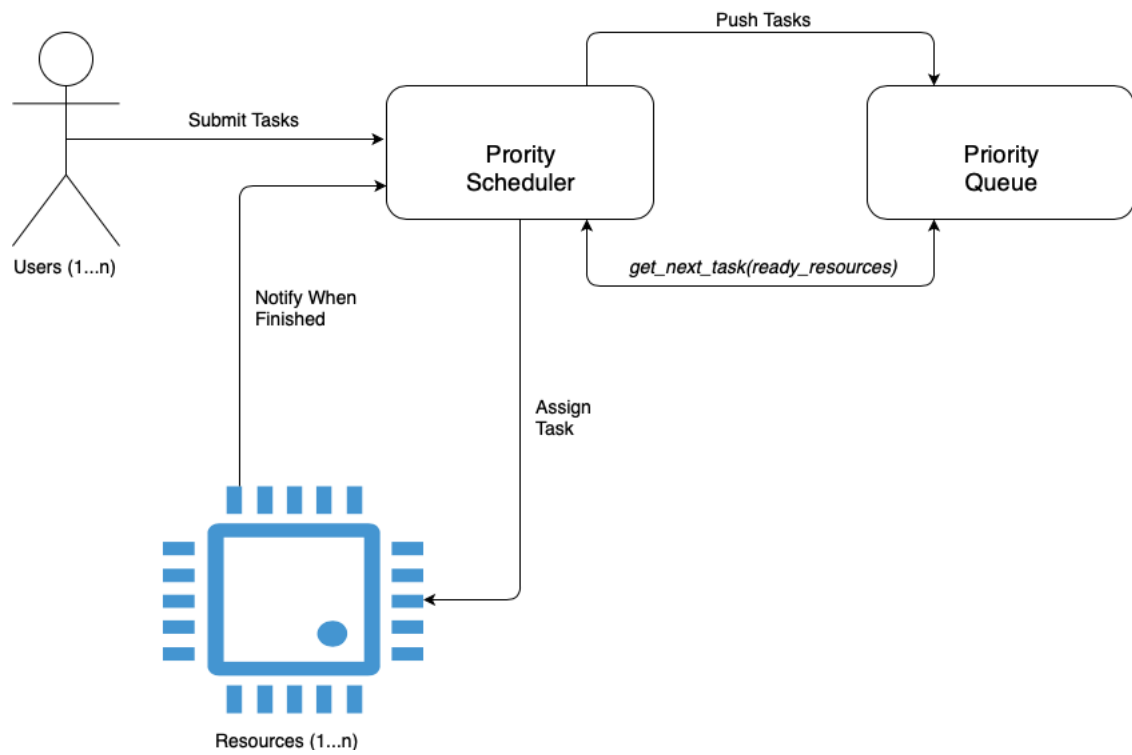 Push Tasks
Submit Tasks
Prority
Scheduler
Priority
Queue
Users (1...n)
get_next_task(ready_resources)
Notify When
Finished
Assign
Task
Resources (1...n)